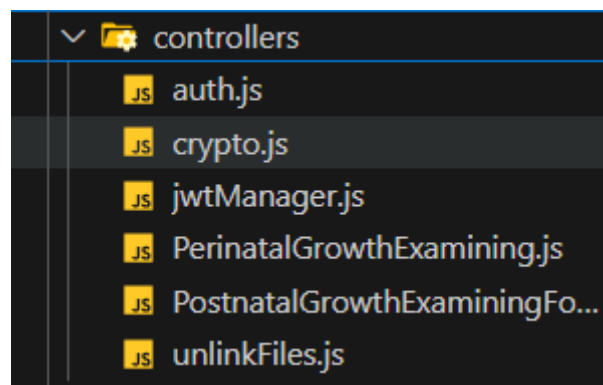 controllers
JS auth.js
JS crypto.js
JS jwtManager.js
JS PerinatalGrowthExamining.js
JS PostnatalGrowthExaminingFo...
JS unlinkFiles.js